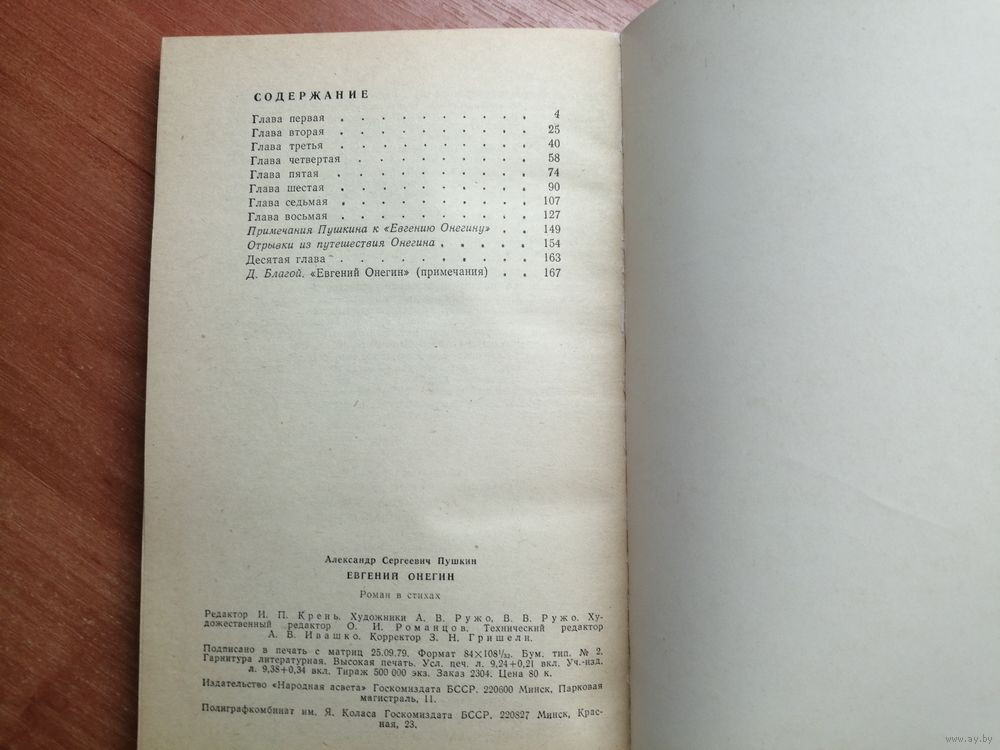 СОДЕРЖАНИЕ
Глава первая . . . . . . . . . . 4
Глава вторая . . . . . . . . . . 25
Глава третья . . . . . . . . . . 40
Глава четвертая . . . . . . . . . 58
Глава пятая . . . . . . . . . . 74
Глава шестая . . . . . . . . . . 90
Глава седьмая . . . . . . . . . . 107
Глава восьмая . . . . . . . . . . 127
Примечания Пушкина к «Евгению Онегину» . . 149
Отрывки из путешествия Онегина . . . . . 154
Десятая глава . . . . . . . . . . 163
Д. Благой. «Евгений Онегин» (примечания) . . 167
Александр Сергеевич Пушкин
ЕВГЕНИЙ ОНЕГИН
Роман в стихах
Редактор И. П. Крень. Художники А. В. Ружо, В. В. Ружо. Ху-
дожественный редактор О. И. Романцов. Технический редактор
А. В. Ивашко. Корректор З. Н. Гришели.
Подписано в печать с матриц 25.09.79. Формат 84×108 1/32. Бум. тип. № 2.
Гарнитура литературная. Высокая печать. Усл. печ. л. 9,24+0,21 вкл. Уч.-изд.
л. 9,38+0,34 вкл. Тираж 500 000 экз. Заказ 2304. Цена 80 к.
Издательство «Народная асвета» Госкомиздата БССР. 220600 Минск, Парковая
магистраль, 11.
Полиграфкомбинат им. Я. Коласа Госкомиздата БССР. 220827 Минск, Крас-
ная, 23.
www.ay.by